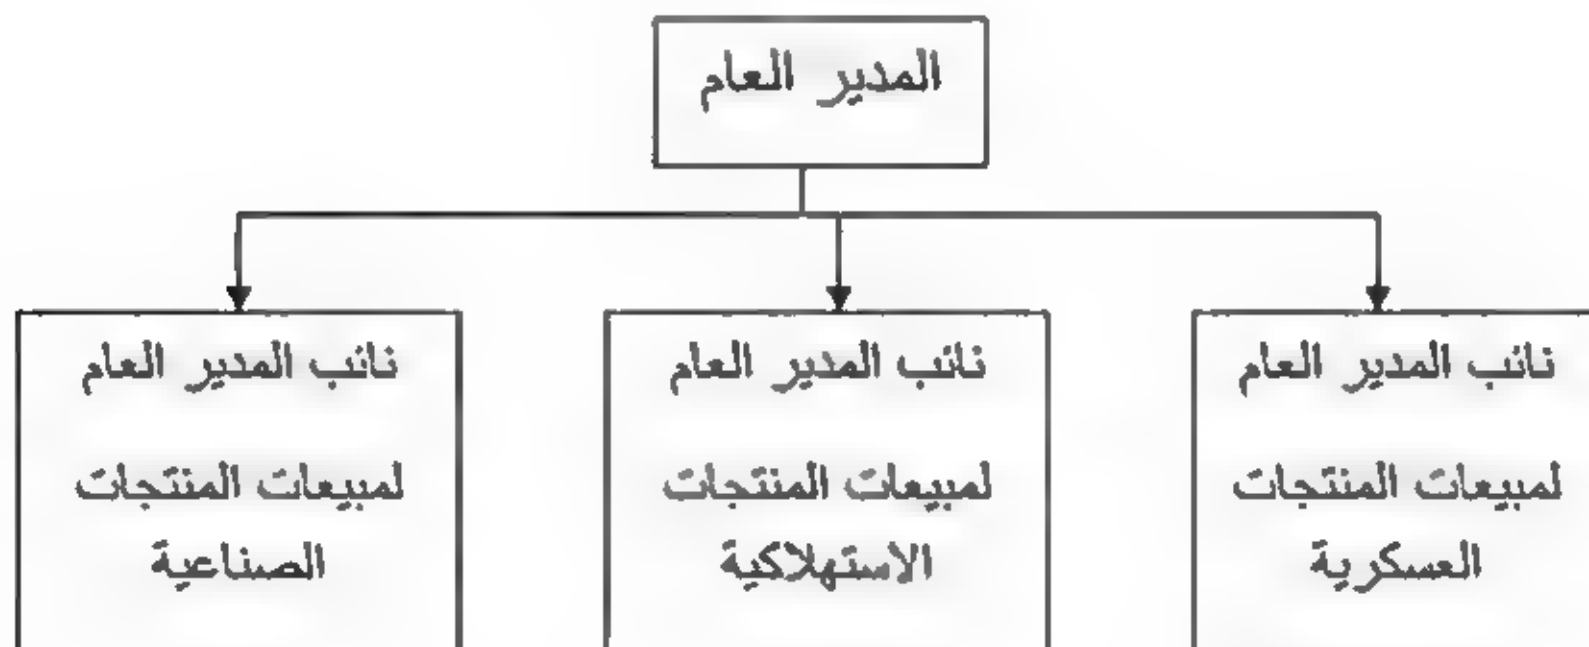 المدير العام
نائب المدير العام
لمبيعات المنتجات
العسكرية
نائب المدير العام
لمبيعات المنتجات
الاستهلاكية
نائب المدير العام
لمبيعات المنتجات
الصناعية